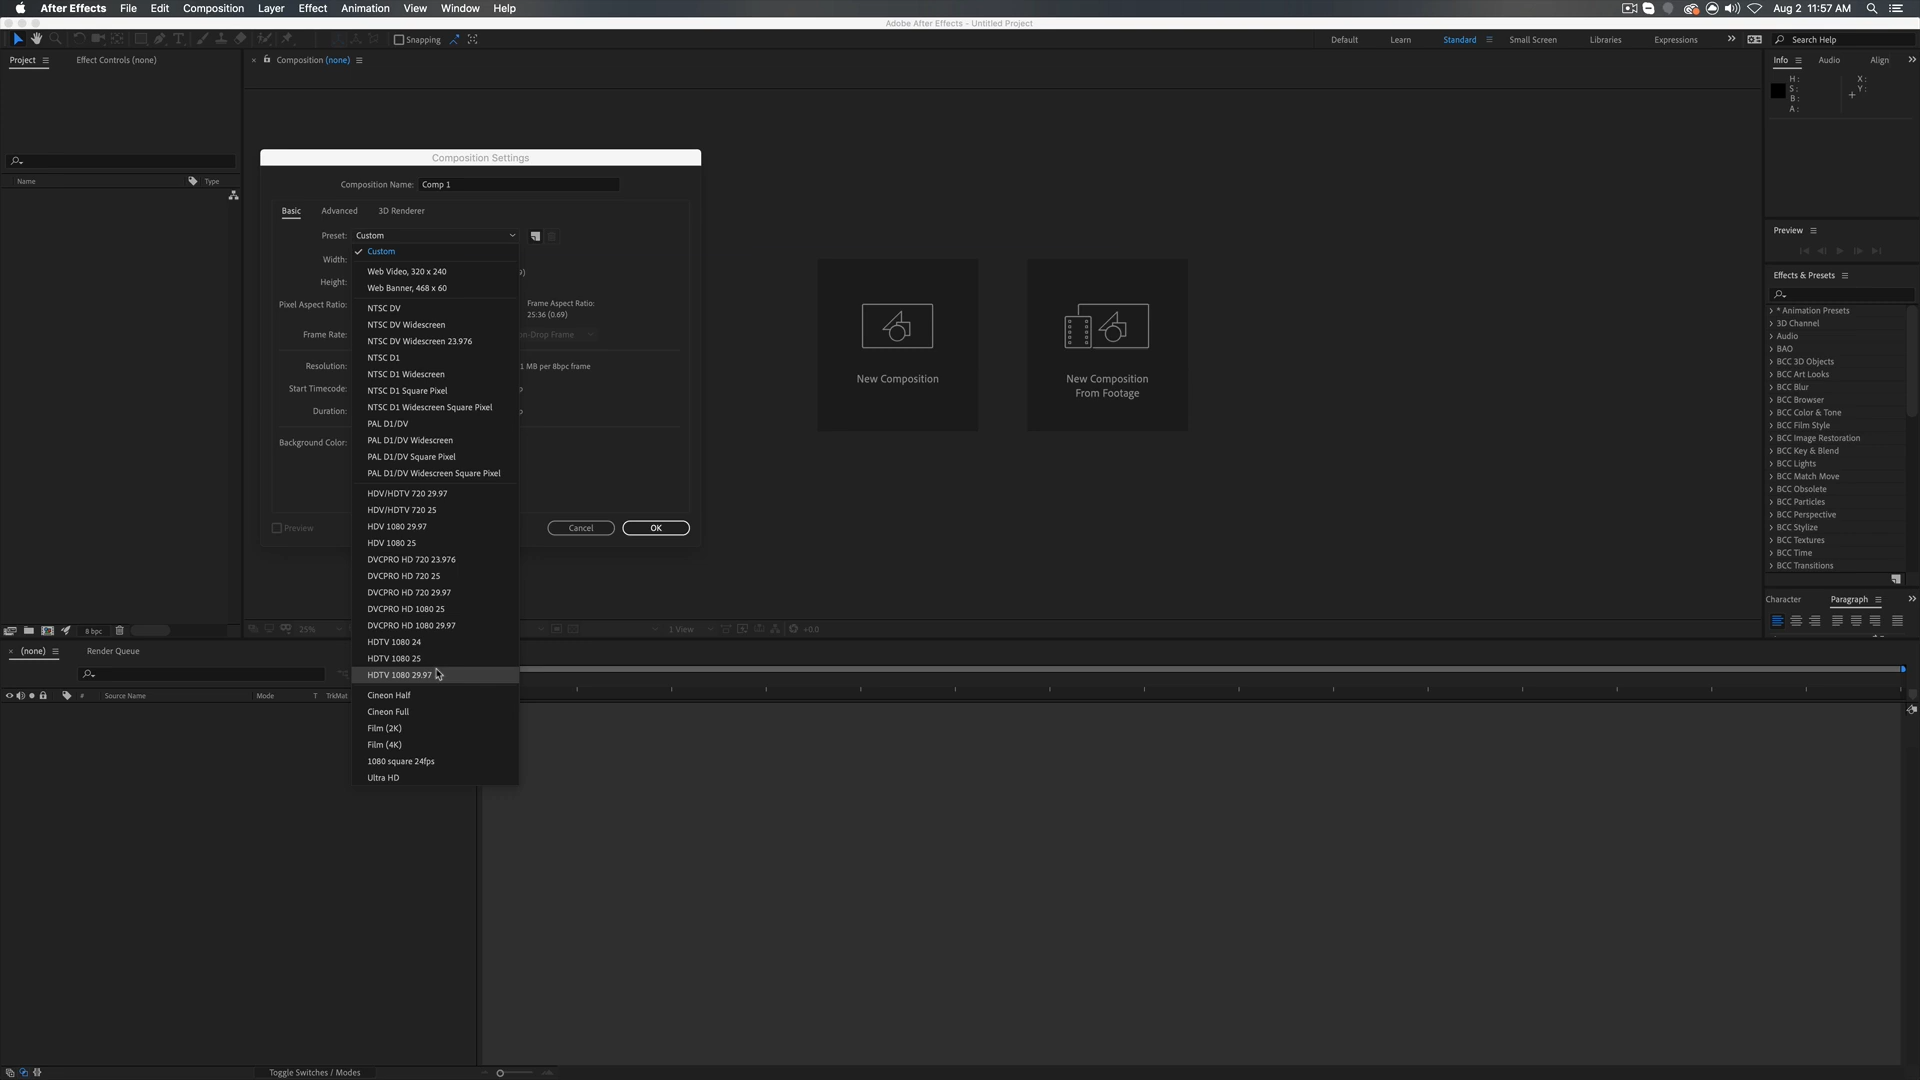 After Effects File Edit Composition Layer Effect Animation View Window Help Aug 2 11:57 AM
Adobe After Effects - Untitled Project
Snapping Default Learn Standard Small Screen Libraries Expressions Search Help
Project Effect Controls (none) Composition (none) Info Audio Align
H: X:
S: Y:
B:
A:
Name Type
Composition Settings
Composition Name: Comp 1
Basic Advanced 3D Renderer
Preset: Custom
Custom
Width:
Web Video, 320 x 240
Height:
Web Banner, 468 x 60
Pixel Aspect Ratio: Frame Aspect Ratio:
25:36 (0.69)
NTSC DV
NTSC DV Widescreen
Frame Rate: on-Drop Frame
NTSC DV Widescreen 23.976
NTSC D1
Resolution: 1 MB per 8bpc frame
NTSC D1 Widescreen
Start Timecode:
NTSC D1 Square Pixel
Duration:
NTSC D1 Widescreen Square Pixel
PAL D1/DV
Background Color:
PAL D1/DV Widescreen
PAL D1/DV Square Pixel
PAL D1/DV Widescreen Square Pixel
HDV/HDTV 720 29.97
HDV/HDTV 720 25
HDV 1080 29.97
Preview Cancel OK
HDV 1080 25
DVCPRO HD 720 23.976
DVCPRO HD 720 25
DVCPRO HD 720 29.97
DVCPRO HD 1080 25
DVCPRO HD 1080 29.97
HDTV 1080 24
HDTV 1080 25
HDTV 1080 29.97
Cineon Half
Cineon Full
Film (2K)
Film (4K)
1080 square 24fps
Ultra HD
New Composition
New Composition
From Footage
Preview
Effects & Presets
* Animation Presets
3D Channel
Audio
BAO
BCC 3D Objects
BCC Art Looks
BCC Blur
BCC Browser
BCC Color & Tone
BCC Film Style
BCC Image Restoration
BCC Key & Blend
BCC Lights
BCC Match Move
BCC Obsolete
BCC Particles
BCC Perspective
BCC Stylize
BCC Textures
BCC Time
BCC Transitions
Character Paragraph
8 bpc 25% 1 View +0.0
(none) Render Queue
# Source Name Mode T TrkMat
Toggle Switches / Modes